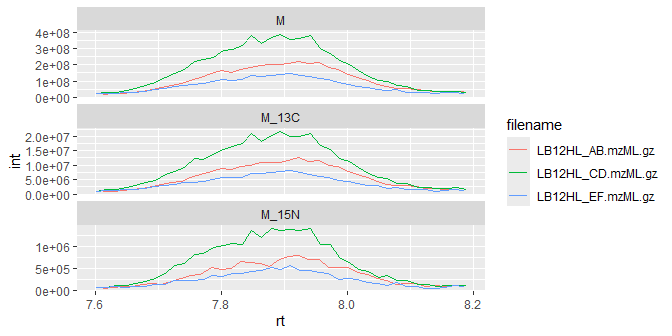 M
4e+08
3e+08
2e+08
1e+08
0e+00
M_13C
2.0e+07
1.5e+07
1.0e+07
5.0e+06
0.0e+00
M_15N
1e+06
5e+05
0e+00
7.6
7.8
8.0
8.2
rt
int
filename
LB12HL_AB.mzML.gz
LB12HL_CD.mzML.gz
LB12HL_EF.mzML.gz